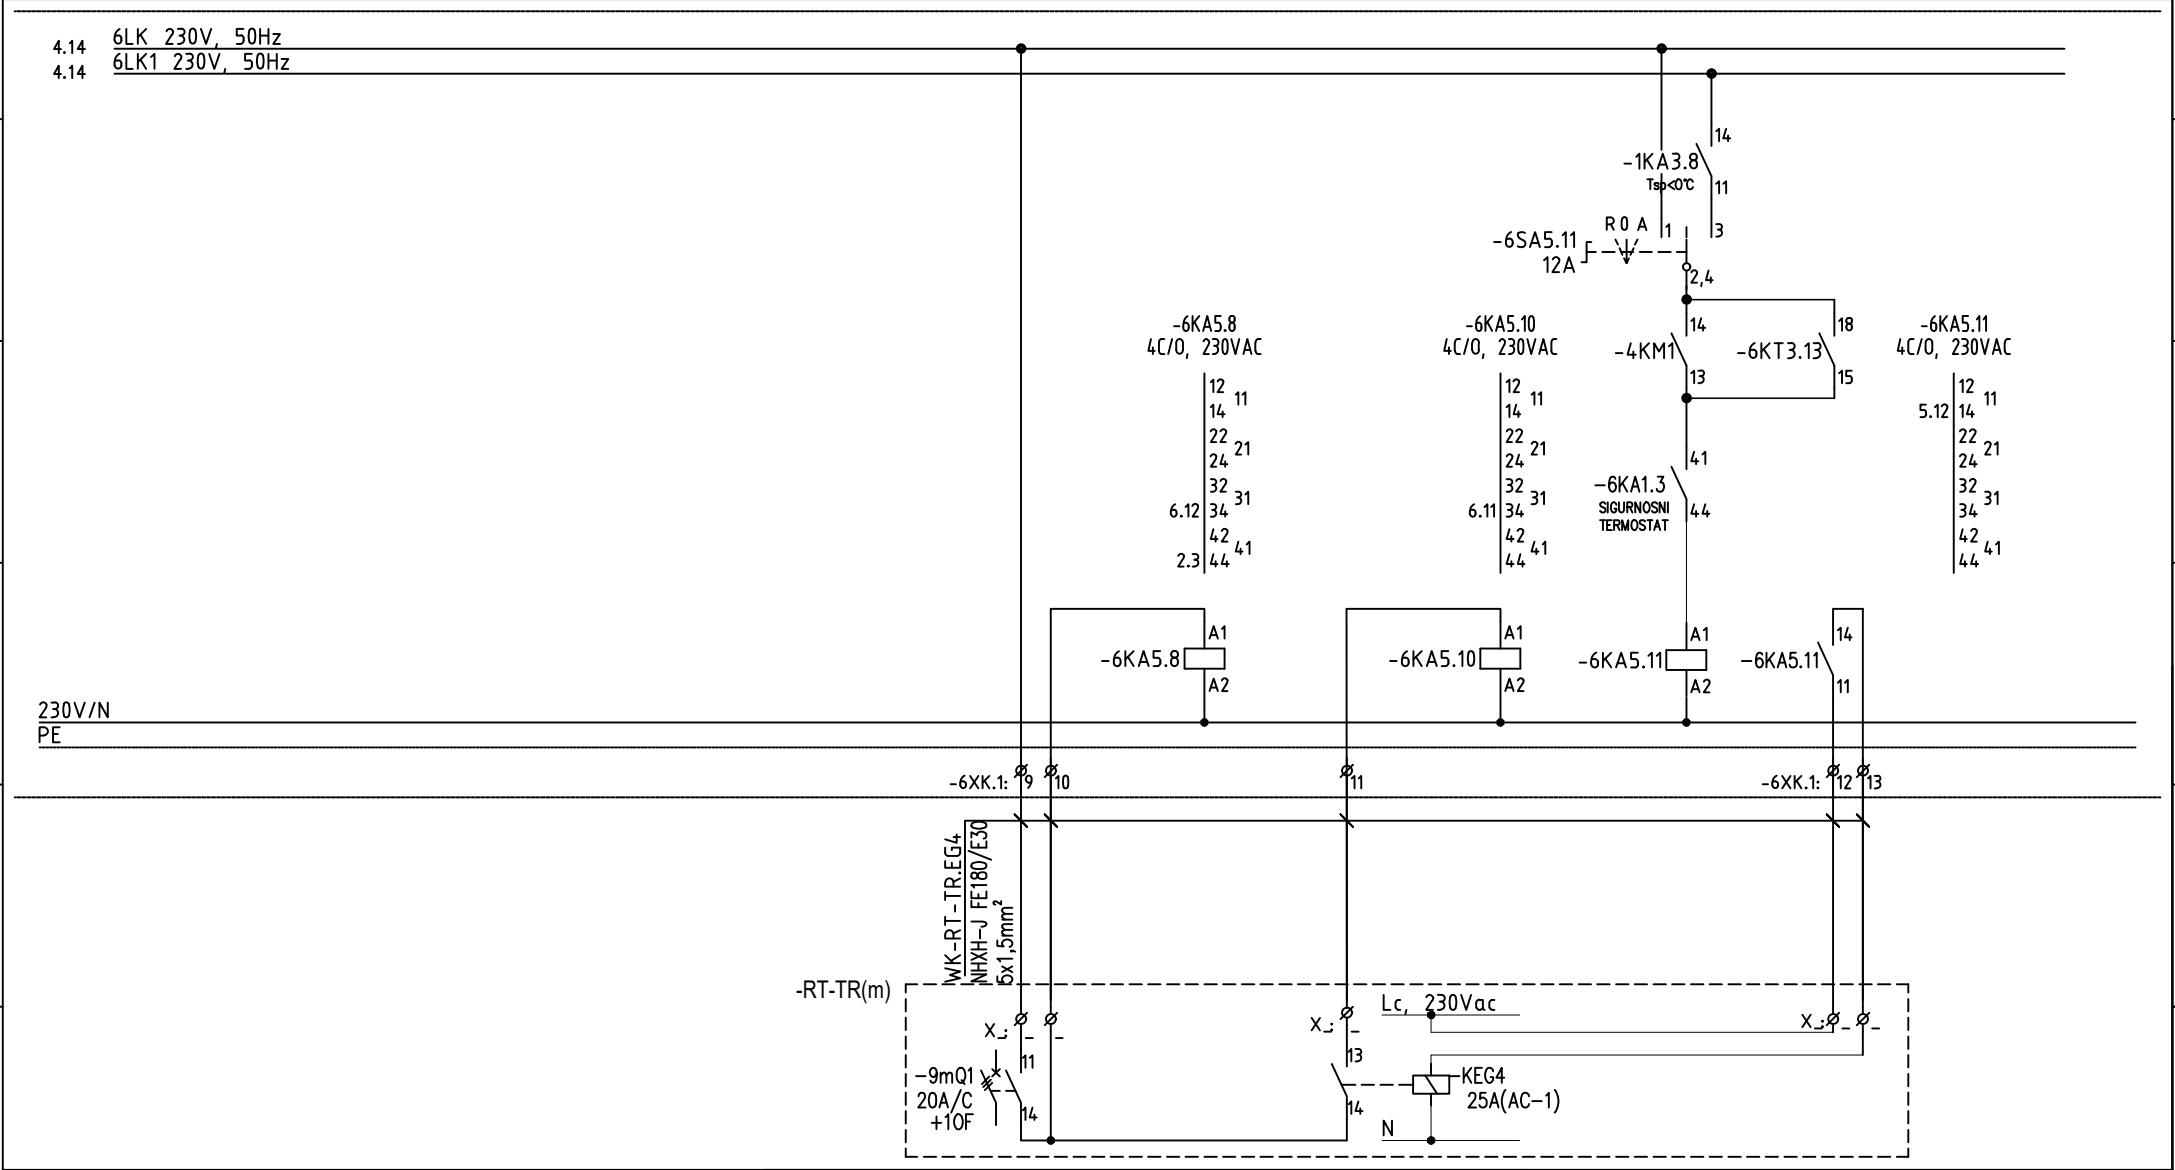 4.14 6LK 230V, 50Hz
4.14 6LK1 230V, 50Hz
14
-1KA3.8
Tsp<0°C
11
R 0 A
1 3
-6SA5.11
12A
2,4
-6KA5.8
4C/O, 230VAC
12
11
14
22
21
24
32
31
6.12 34
42
41
2.3 44
-6KA5.10
4C/O, 230VAC
12
11
14
22
21
24
32
31
6.11 34
42
41
44
14
-4KM1
13
18
-6KT3.13
15
41
-6KA1.3
SIGURNOSNI
TERMOSTAT
44
-6KA5.11
4C/O, 230VAC
12
11
5.12 14
22
21
24
32
31
34
42
41
44
A1
-6KA5.8
A2
A1
-6KA5.10
A2
A1
-6KA5.11
A2
14
-6KA5.11
11
230V/N
PE
-6XK.1: 9 10 11 -6XK.1: 12 13
WK-RT-TR.EG4
NHXH-J FE180/E30
5x1,5mm²
-RT-TR(m)
X_: _ _
X_: _
Lc, 230Vac
X_: _ _
11
-9mQ1
20A/C
+1OF
14
13
14
KEG4
25A(AC-1)
N